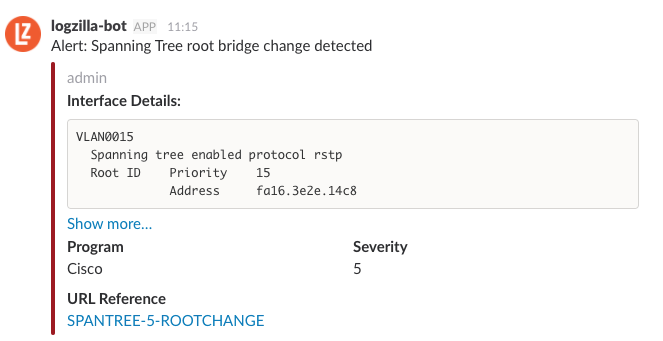 LZ
logzilla-bot APP 11:15
Alert: Spanning Tree root bridge change detected
admin
Interface Details:
VLAN0015
  Spanning tree enabled protocol rstp
  Root ID    Priority    15
             Address     fa16.3e2e.14c8
Show more...
Program Severity
Cisco 5
URL Reference
SPANTREE-5-ROOTCHANGE